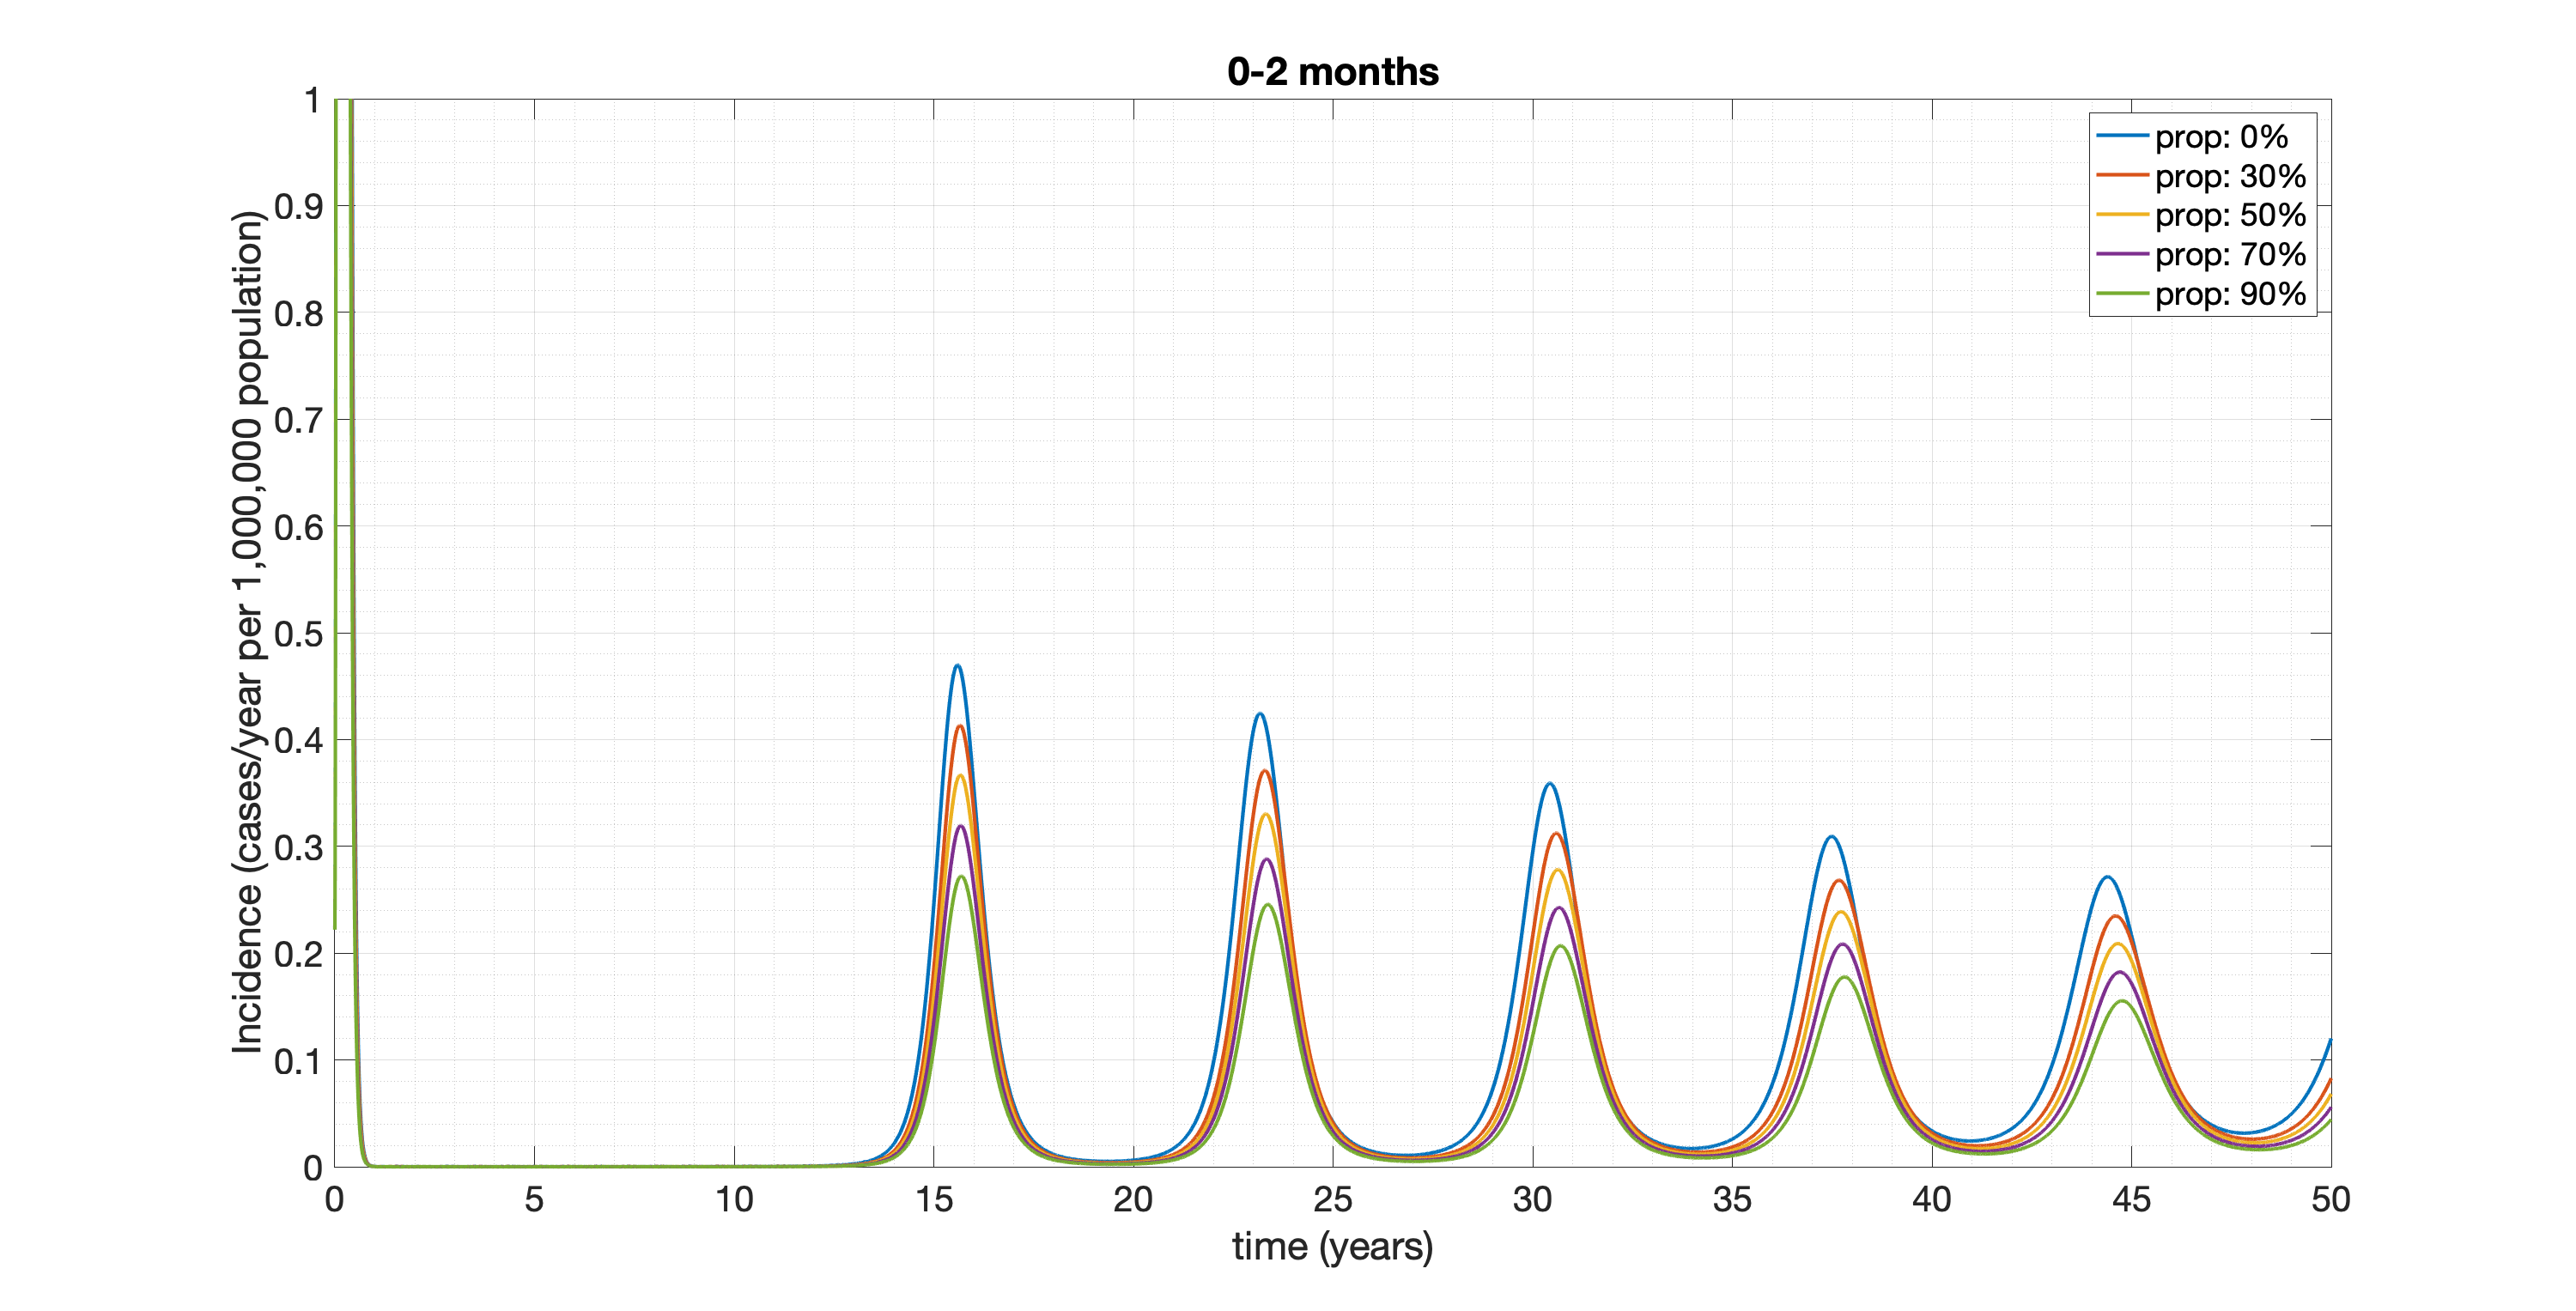 0-2 months
Incidence (cases/year per 1,000,000 population)
1
0.9
0.8
0.7
0.6
0.5
0.4
0.3
0.2
0.1
0
prop: 0%
prop: 30%
prop: 50%
prop: 70%
prop: 90%
0 5 10 15 20 25 30 35 40 45 50
time (years)